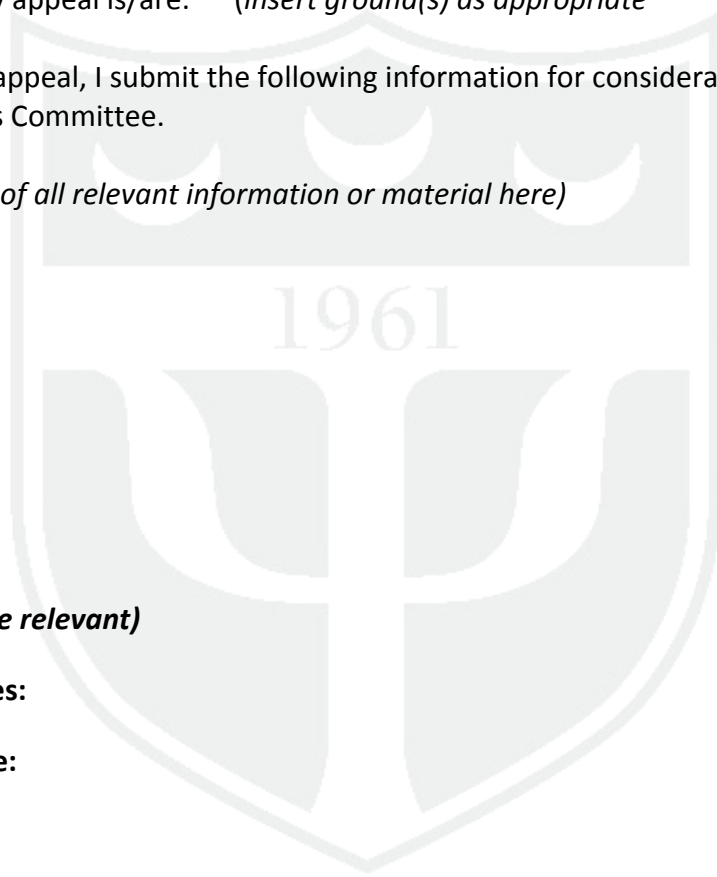 appeal is/are: (insert ground(s) as appropriate
appeal, I submit the following information for considera
s Committee.
of all relevant information or material here)
1961
e relevant)
es:
e: